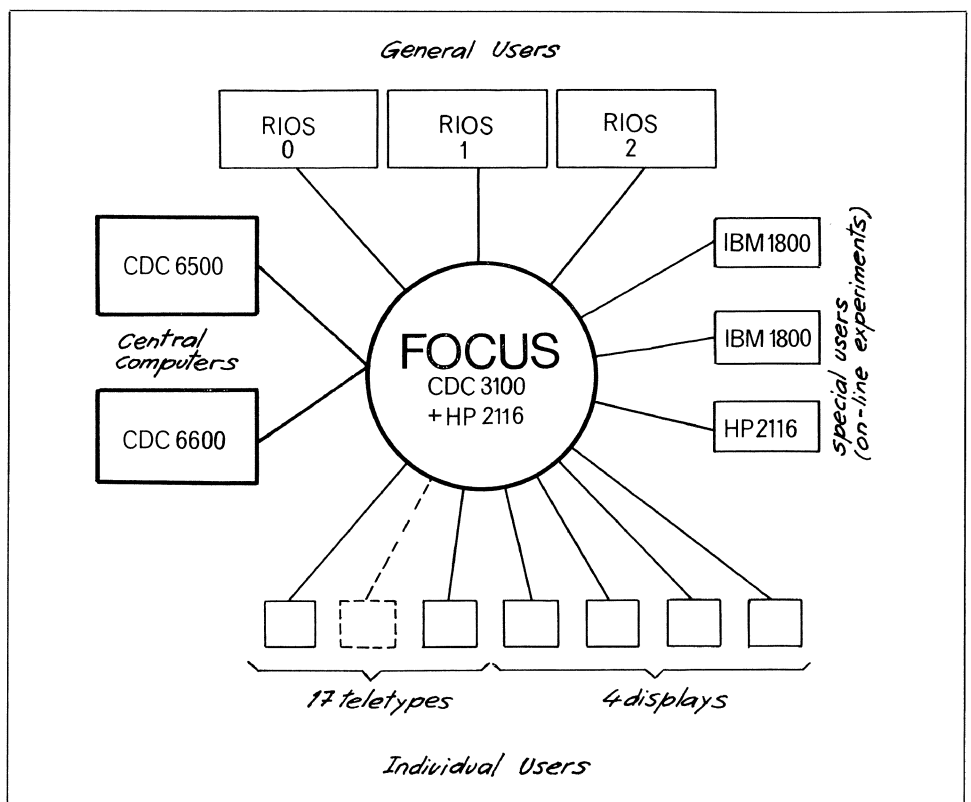 General Users
RIOS
0
RIOS
1
RIOS
2
CDC 6500
Central
computers
CDC 6600
FOCUS
CDC 3100
+ HP 2116
IBM 1800
IBM 1800
HP 2116
special users
(on-line experiments)
17 teletypes
4 displays
Individual Users